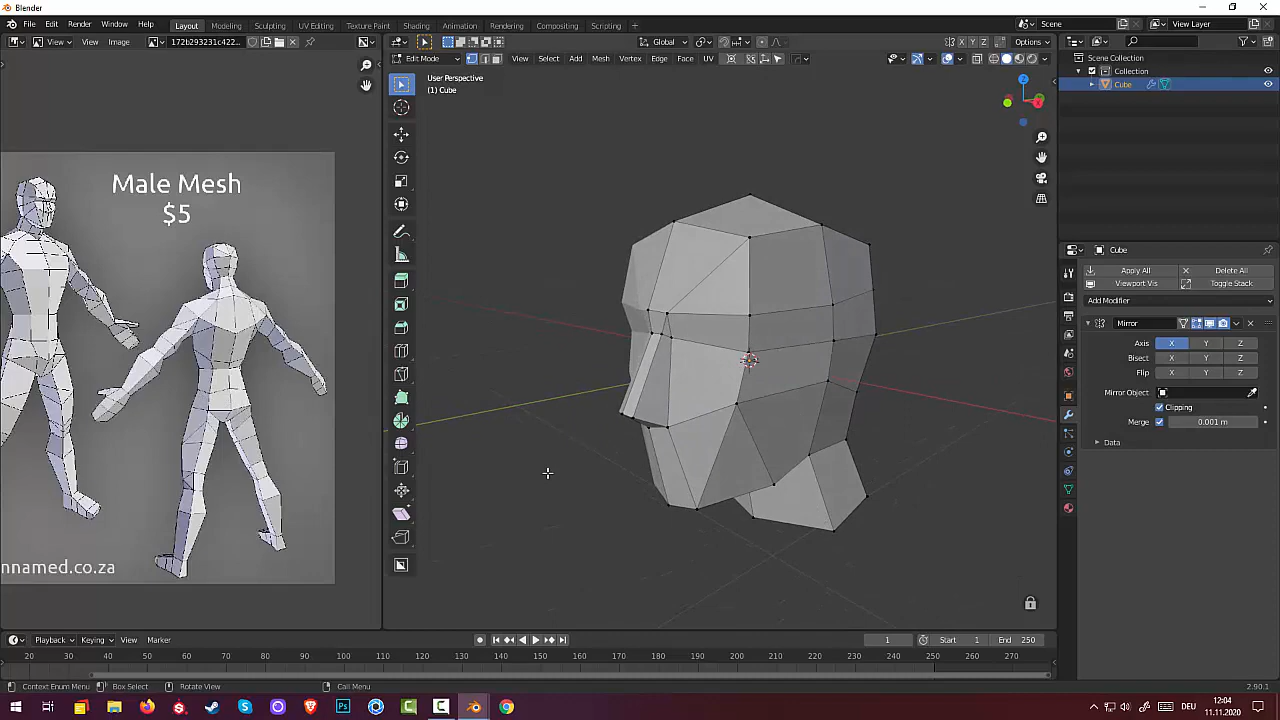 Blender
File Edit Render Window Help Layout Modeling Sculpting UV Editing Texture Paint Shading Animation Rendering Compositing Scripting + Scene View Layer
View View Image 172b293231c422... Global Options
Edit Mode View Select Add Mesh Vertex Edge Face UV X Y Z
User Perspective
(1) Cube
Scene Collection
Collection
Cube
Male Mesh
$5
nnamed.co.za
Cube
Apply All Delete All
Viewport Vis Toggle Stack
Add Modifier
Mirror
Axis X Y Z
Bisect X Y Z
Flip X Y Z
Mirror Object
Clipping
Merge 0.001 m
Data
Playback Keying View Marker 1 Start 1 End 250
20 30 40 50 60 70 80 90 100 110 120 130 140 150 160 170 180 190 200 210 220 230 240 250 260 270
Context Enum Menu Box Select Rotate View Call Menu 2.90.1
DEU 12:04
11.11.2020